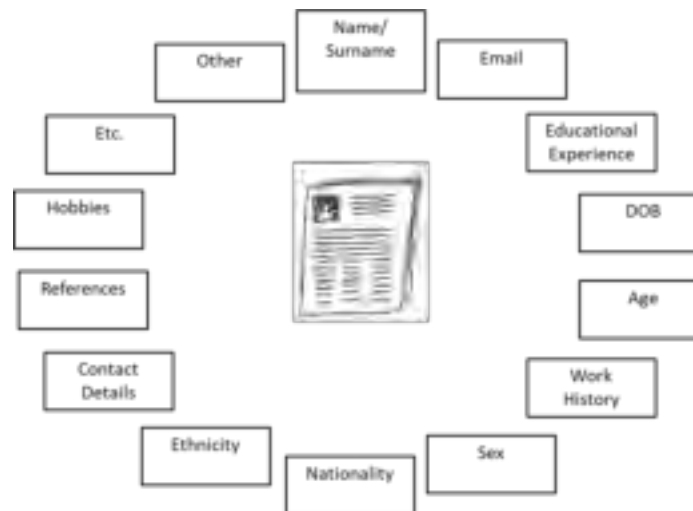 Name/
Surname
Other
Email
Etc.
Educational
Experience
Hobbies
DOB
References
Age
Contact
Details
Work
History
Ethnicity
Sex
Nationality